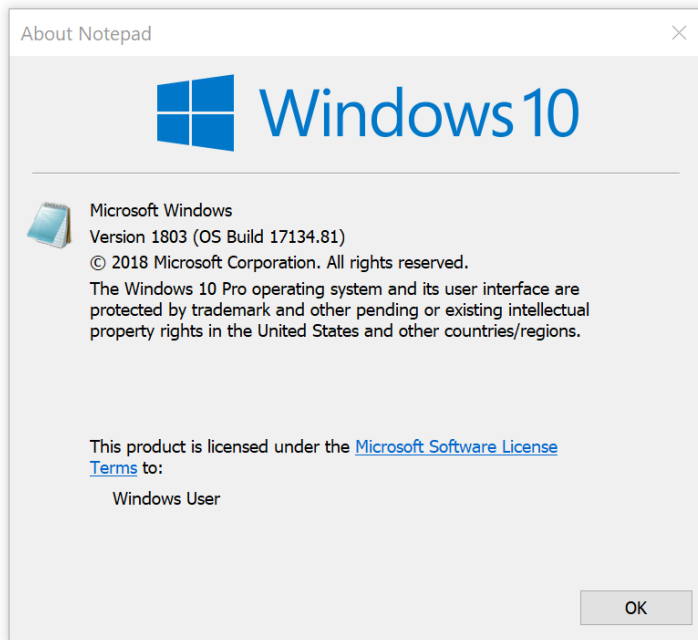 About Notepad
Windows 10
Microsoft Windows
Version 1803 (OS Build 17134.81)
© 2018 Microsoft Corporation. All rights reserved.
The Windows 10 Pro operating system and its user interface are
protected by trademark and other pending or existing intellectual
property rights in the United States and other countries/regions.
This product is licensed under the Microsoft Software License
Terms to:
Windows User
OK